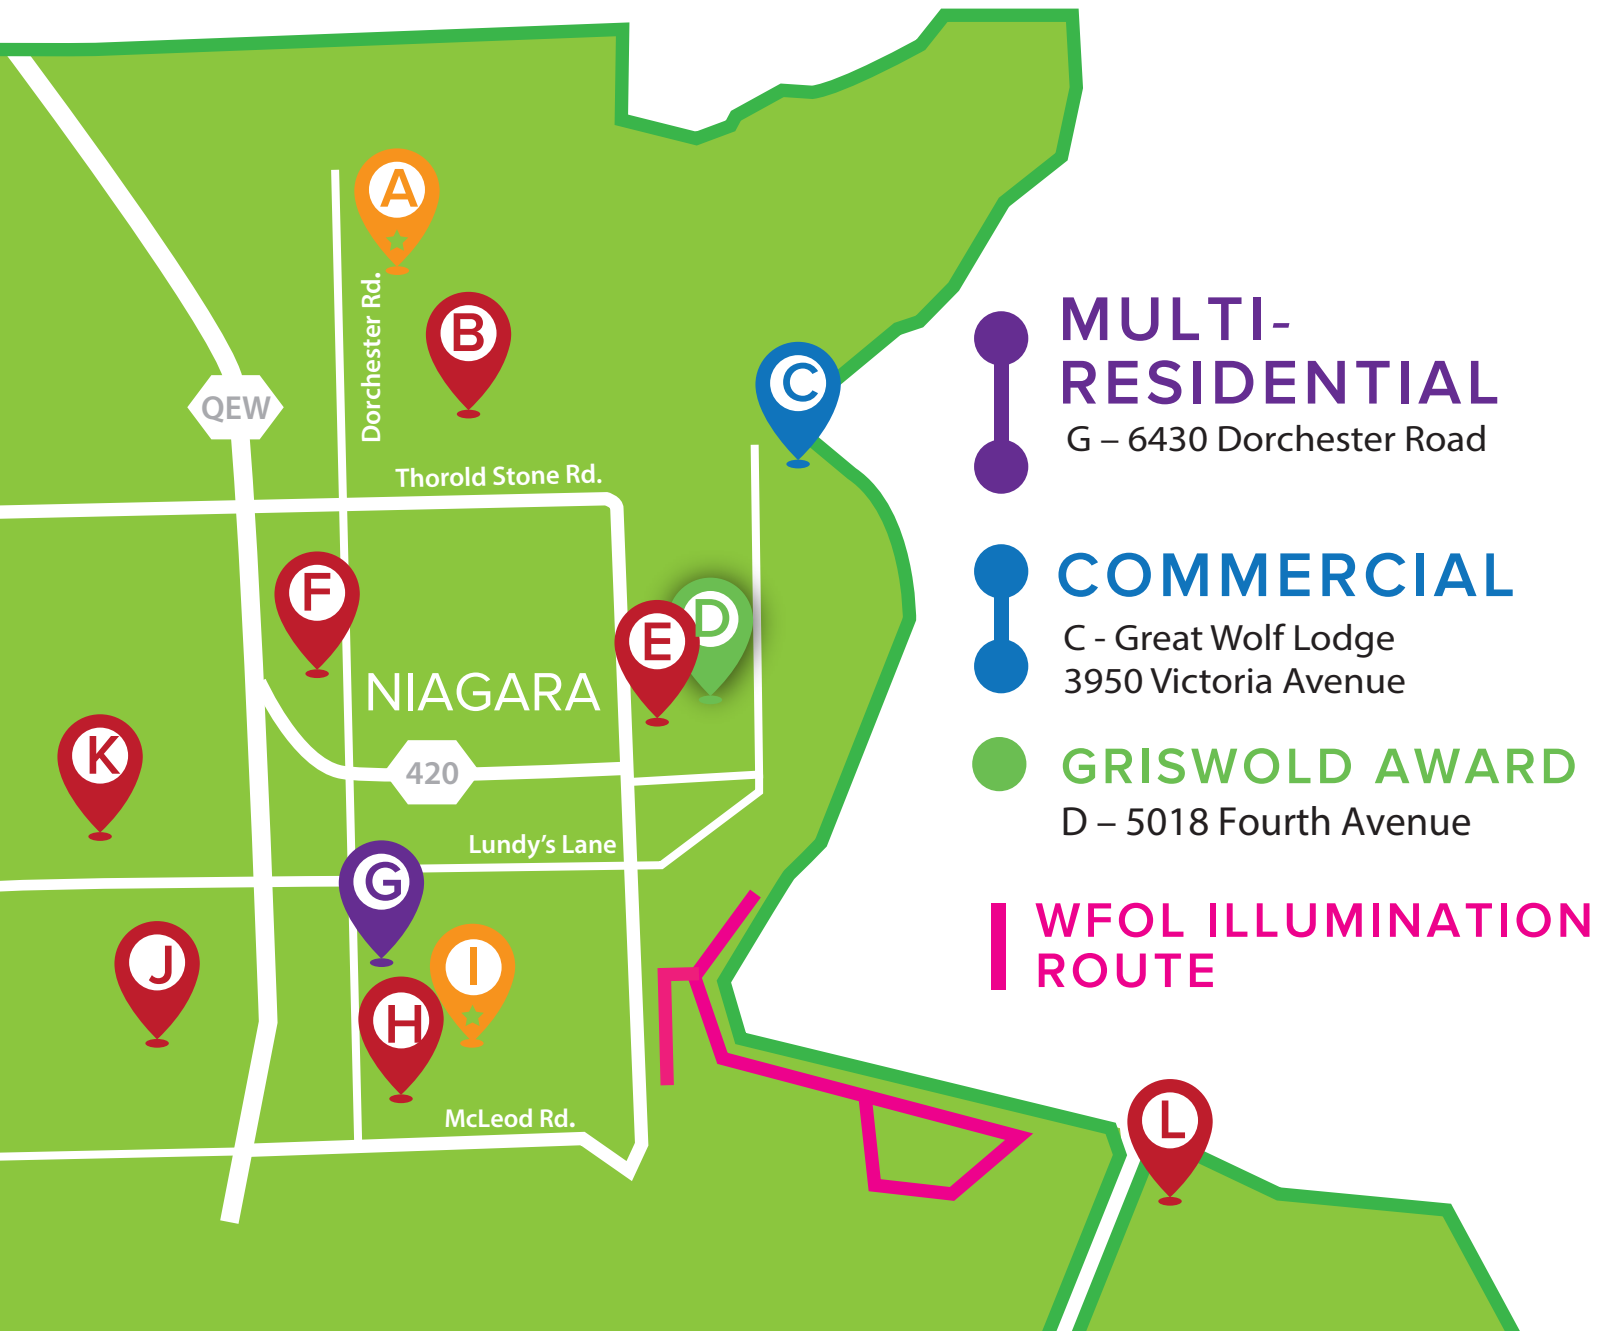 A
B
Dorchester Rd.
C
QEW
Thorold Stone Rd.
F
D
E
NIAGARA
K
420
Lundy's Lane
G
J
I
H
McLeod Rd.
L
MULTI-
RESIDENTIAL
G – 6430 Dorchester Road
COMMERCIAL
C - Great Wolf Lodge
3950 Victoria Avenue
GRISWOLD AWARD
D – 5018 Fourth Avenue
WFOL ILLUMINATION
ROUTE